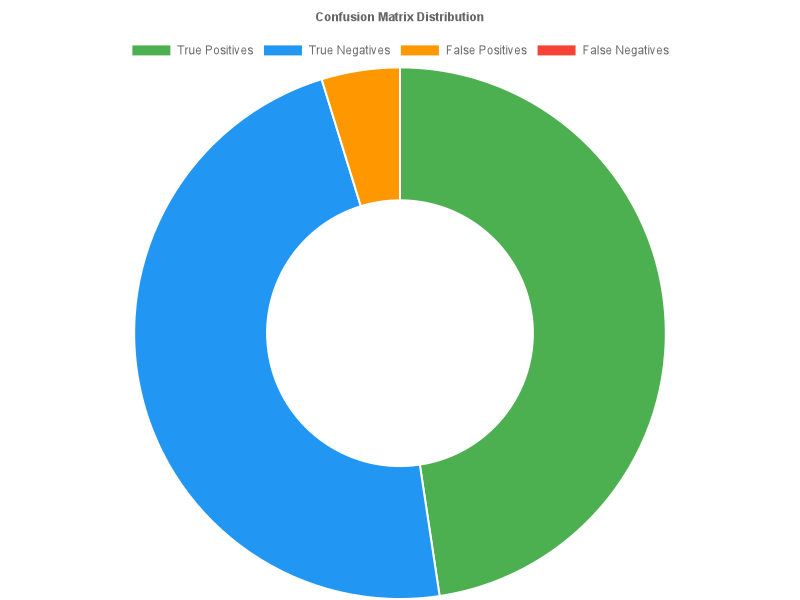 Confusion Matrix Distribution
True Positives True Negatives False Positives False Negatives